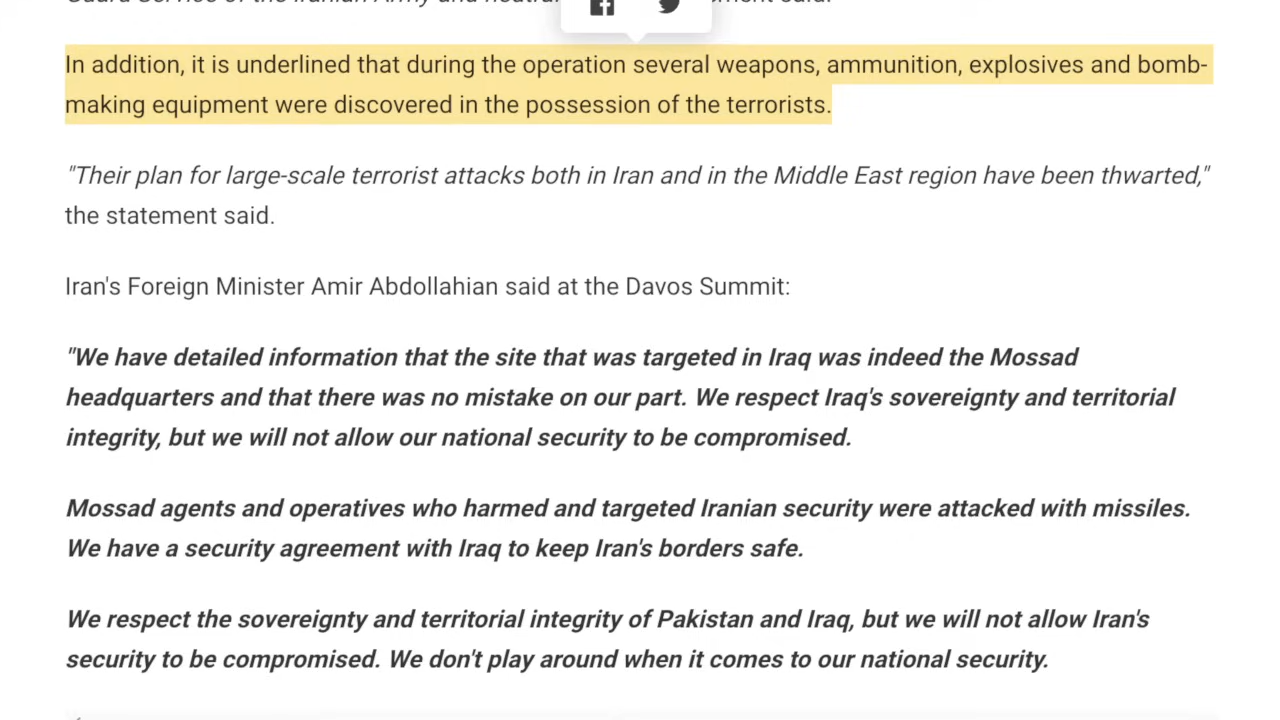 In addition, it is underlined that during the operation several weapons, ammunition, explosives and bomb-
making equipment were discovered in the possession of the terrorists.
"Their plan for large-scale terrorist attacks both in Iran and in the Middle East region have been thwarted,"
the statement said.
Iran's Foreign Minister Amir Abdollahian said at the Davos Summit:
"We have detailed information that the site that was targeted in Iraq was indeed the Mossad
headquarters and that there was no mistake on our part. We respect Iraq's sovereignty and territorial
integrity, but we will not allow our national security to be compromised.
Mossad agents and operatives who harmed and targeted Iranian security were attacked with missiles.
We have a security agreement with Iraq to keep Iran's borders safe.
We respect the sovereignty and territorial integrity of Pakistan and Iraq, but we will not allow Iran's
security to be compromised. We don't play around when it comes to our national security.